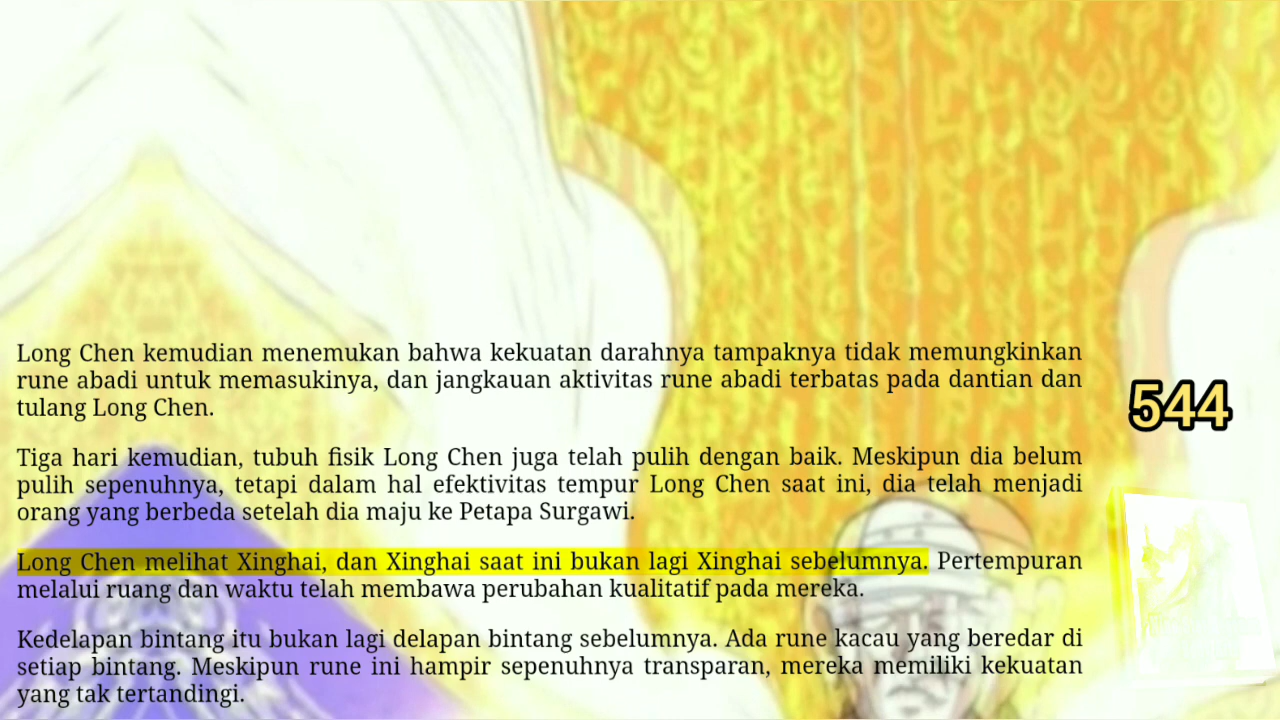 Long Chen kemudian menemukan bahwa kekuatan darahnya tampaknya tidak memungkinkan
rune abadi untuk memasukinya, dan jangkauan aktivitas rune abadi terbatas pada dantian dan
tulang Long Chen.
Tiga hari kemudian, tubuh fisik Long Chen juga telah pulih dengan baik. Meskipun dia belum
pulih sepenuhnya, tetapi dalam hal efektivitas tempur Long Chen saat ini, dia telah menjadi
orang yang berbeda setelah dia maju ke Petapa Surgawi.
Long Chen melihat Xinghai, dan Xinghai saat ini bukan lagi Xinghai sebelumnya. Pertempuran
melalui ruang dan waktu telah membawa perubahan kualitatif pada mereka.
Kedelapan bintang itu bukan lagi delapan bintang sebelumnya. Ada rune kacau yang beredar di
setiap bintang. Meskipun rune ini hampir sepenuhnya transparan, mereka memiliki kekuatan
yang tak tertandingi.
544